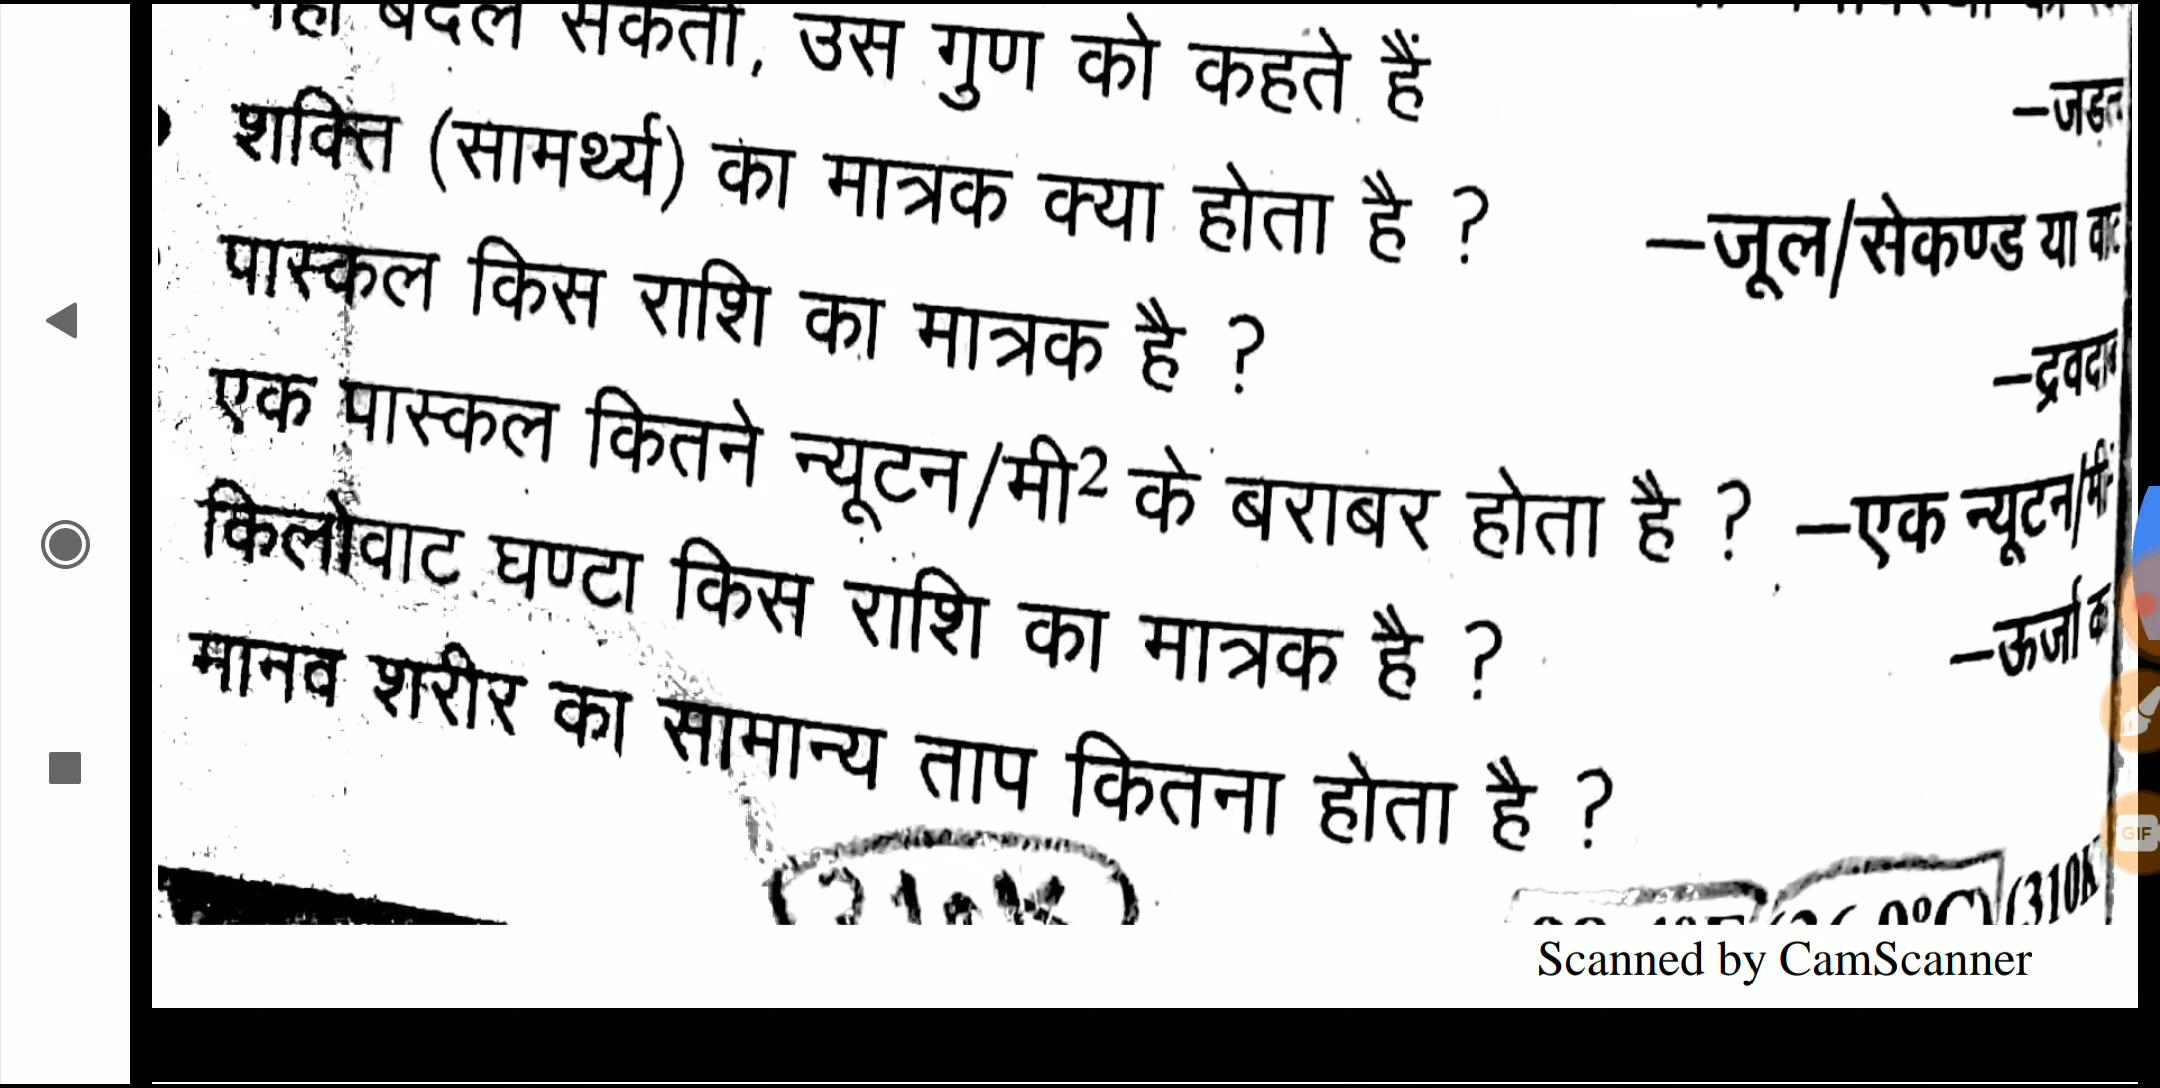 बदल सकती, उस गुण को कहते हैं
शक्ति (सामर्थ्य) का मात्रक क्या होता है ? –जूल/सेकण्ड या
पास्कल किस राशि का मात्रक है ?
एक पास्कल कितने न्यूटन/मी² के बराबर होता है ? –एक न्यूटन/मी
किलोवाट घण्टा किस राशि का मात्रक है ? –ऊर्जा
मानव शरीर का सामान्य ताप कितना होता है ?
(310K
Scanned by CamScanner
GIF